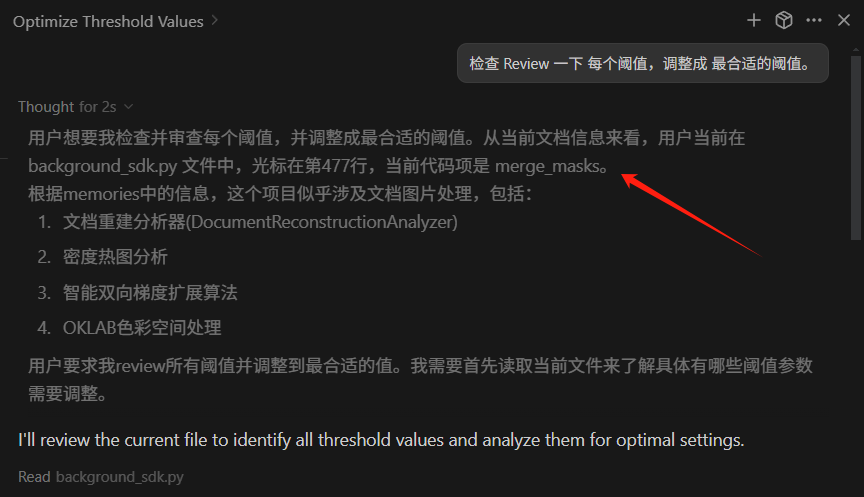 Optimize Threshold Values
检查 Review 一下 每个阈值，调整成 最合适的阈值。
Thought for 2s
用户想要我检查并审查每个阈值，并调整成最合适的阈值。从当前文档信息来看，用户当前在
background_sdk.py 文件中，光标在第477行，当前代码项是 merge_masks。
根据memories中的信息，这个项目似乎涉及文档图片处理，包括：
1. 文档重建分析器(DocumentReconstructionAnalyzer)
2. 密度热图分析
3. 智能双向梯度扩展算法
4. OKLAB色彩空间处理
用户要求我review所有阈值并调整到最合适的值。我需要首先读取当前文件来了解具体有哪些阈值参数
需要调整。
I'll review the current file to identify all threshold values and analyze them for optimal settings.
Read background_sdk.py